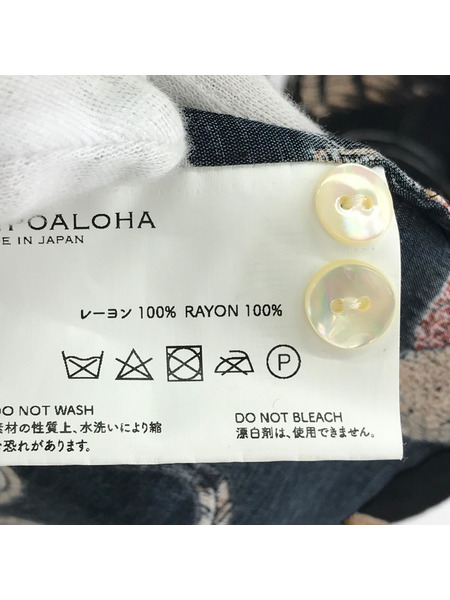 POALOHA
E IN JAPAN
レーヨン 100% RAYON 100%
P
DO NOT WASH
素材の性質上、水洗いにより縮
む恐れがあります。
DO NOT BLEACH
漂白剤は、使用できません。